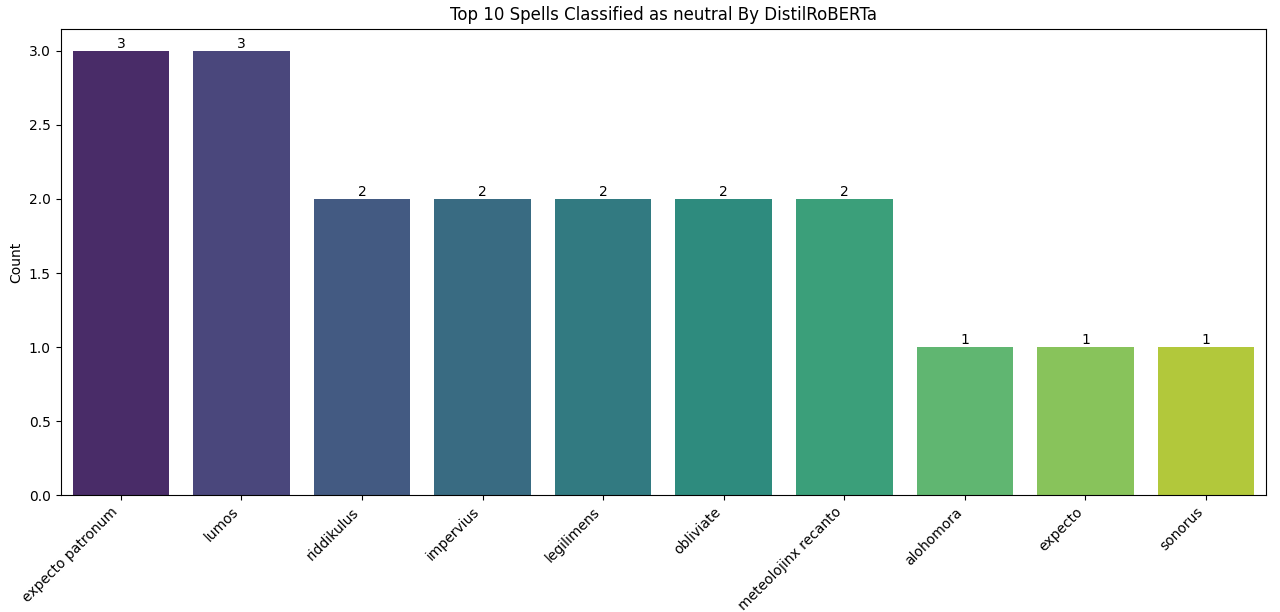 Top 10 Spells Classified as neutral By DistilRoBERTa
3.0
2.5
2.0
1.5
1.0
0.5
0.0
Count
3
3
2
2
2
2
2
1
1
1
expecto patronum
lumos
riddikulus
impervius
legilimens
obliviate
meteolojinx recanto
alohomora
expecto
sonorus